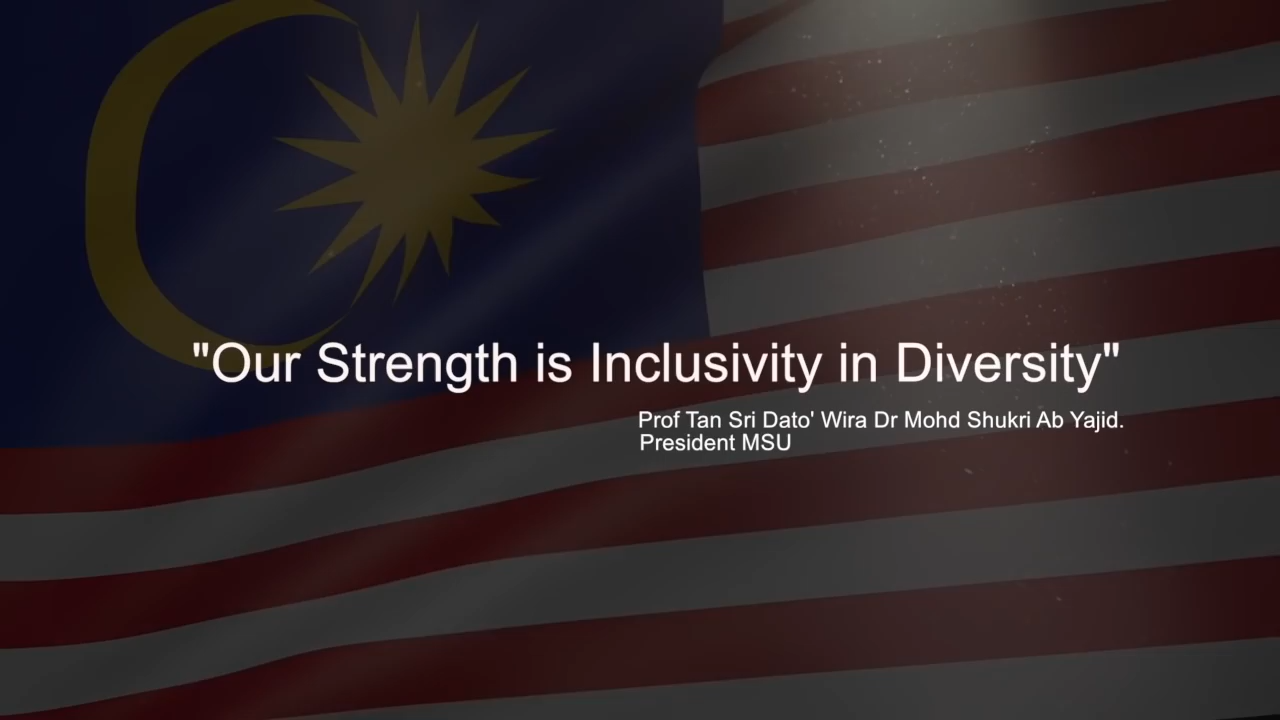 "Our Strength is Inclusivity in Diversity"
Prof Tan Sri Dato' Wira Dr Mohd Shukri Ab Yajid.
President MSU